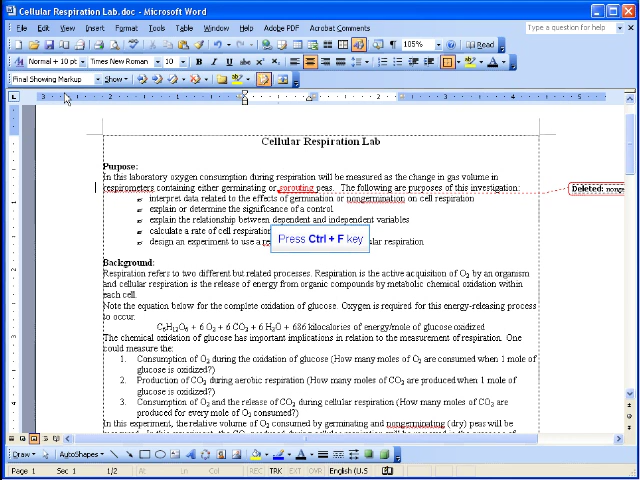 Cellular Respiration Lab.doc - Microsoft Word
File Edit View Insert Format Tools Table Window Help Adobe PDF Acrobat Comments
Type a question for help
105% Read
Normal + 10 pt Times New Roman 10 B I U
Final Showing Markup Show
Cellular Respiration Lab
Purpose:
In this laboratory oxygen consumption during respiration will be measured as the change in gas volume in
respirometers containing either germinating or sprouting peas. The following are purposes of this investigation:
Deleted: nonge
interpret data related to the effects of germination or nongermination on cell respiration
explain or determine the significance of a control
explain the relationship between dependent and independent variables
calculate a rate of cell respiration
Press Ctrl + F key
design an experiment to use a lular respiration
Background:
Respiration refers to two different but related processes. Respiration is the active acquisition of O2 by an organism
and cellular respiration is the release of energy from organic compounds by metabolic chemical oxidation within
each cell.
Note the equation below for the complete oxidation of glucose. Oxygen is required for this energy-releasing process
to occur.
C6H12O6 + 6 O2 + 6 CO2 + 6 H2O + 686 kilocalories of energy/mole of glucose oxidized
The chemical oxidation of glucose has important implications in relation to the measurement of respiration. One
could measure the:
1. Consumption of O2 during the oxidation of glucose (How many moles of O2 are consumed when 1 mole of
glucose is oxidized?)
2. Production of CO2 during aerobic respiration (How many moles of CO2 are produced when 1 mole of
glucose is oxidized?)
3. Consumption of O2 and the release of CO2 during cellular respiration (How many moles of CO2 are
produced for every mole of O2 consumed?)
In this experiment, the relative volume of O2 consumed by germinating and nongerminating (dry) peas will be
Draw AutoShapes
Page 1 Sec 1 1/2 At Ln Col REC TRK EXT OVR English (U.S